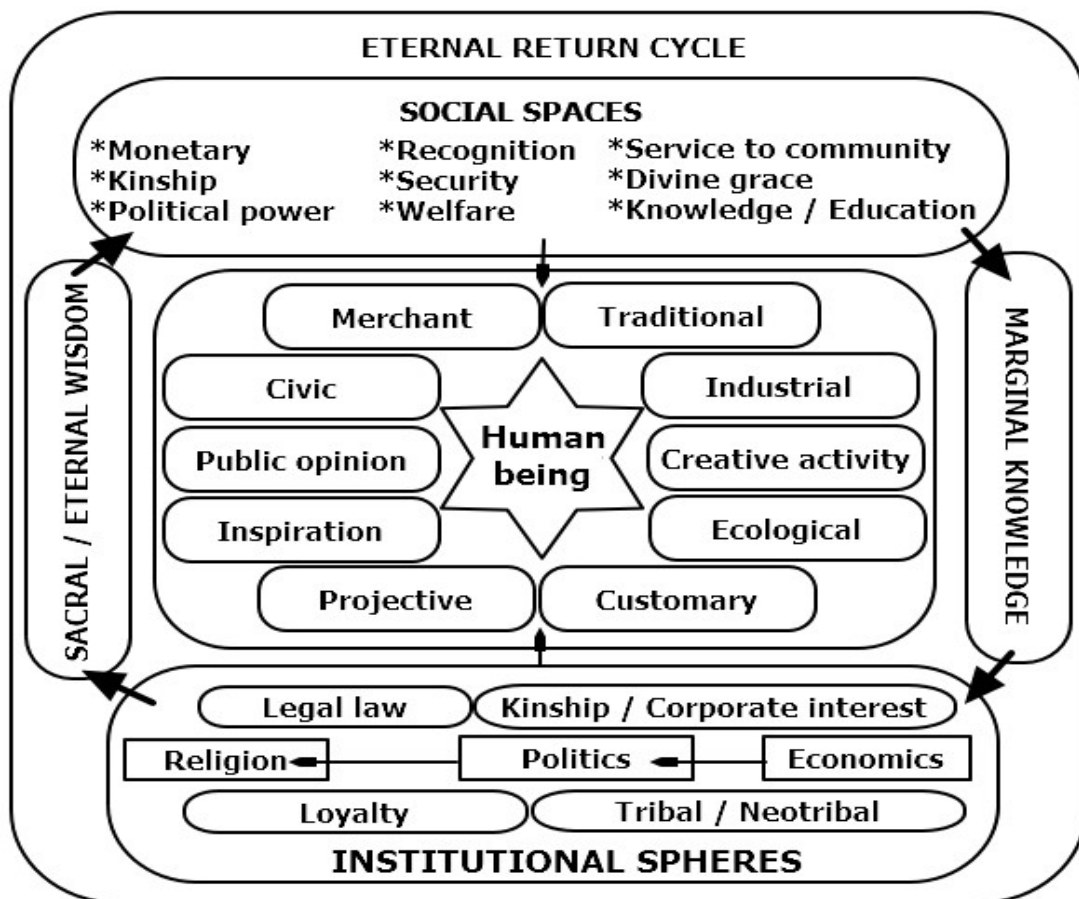 ETERNAL RETURN CYCLE
SOCIAL SPACES
*Monetary *Recognition *Service to community
*Kinship *Security *Divine grace
*Political power *Welfare *Knowledge / Education
SACRAL / ETERNAL WISDOM
Merchant Traditional
Civic Industrial
Human
being
Public opinion Creative activity
Inspiration Ecological
Projective Customary
MARGINAL KNOWLEDGE
Legal law Kinship / Corporate interest
Religion Politics Economics
Loyalty Tribal / Neotribal
INSTITUTIONAL SPHERES